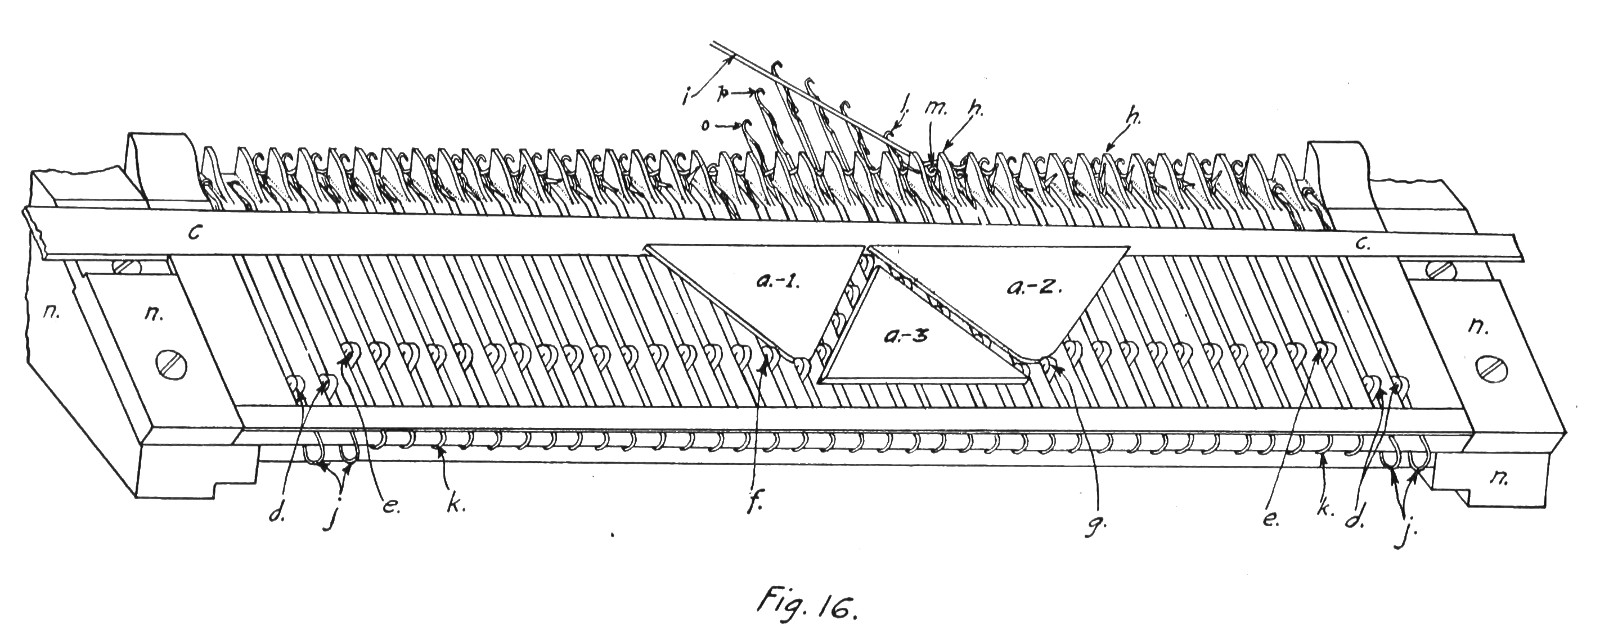 i p
o
l. m. h. h.
c c.
a.-1. a.-2.
n. n. a.-3 n.
n.
d. j e. k. f. g. e. k. d. j.
Fig. 16.